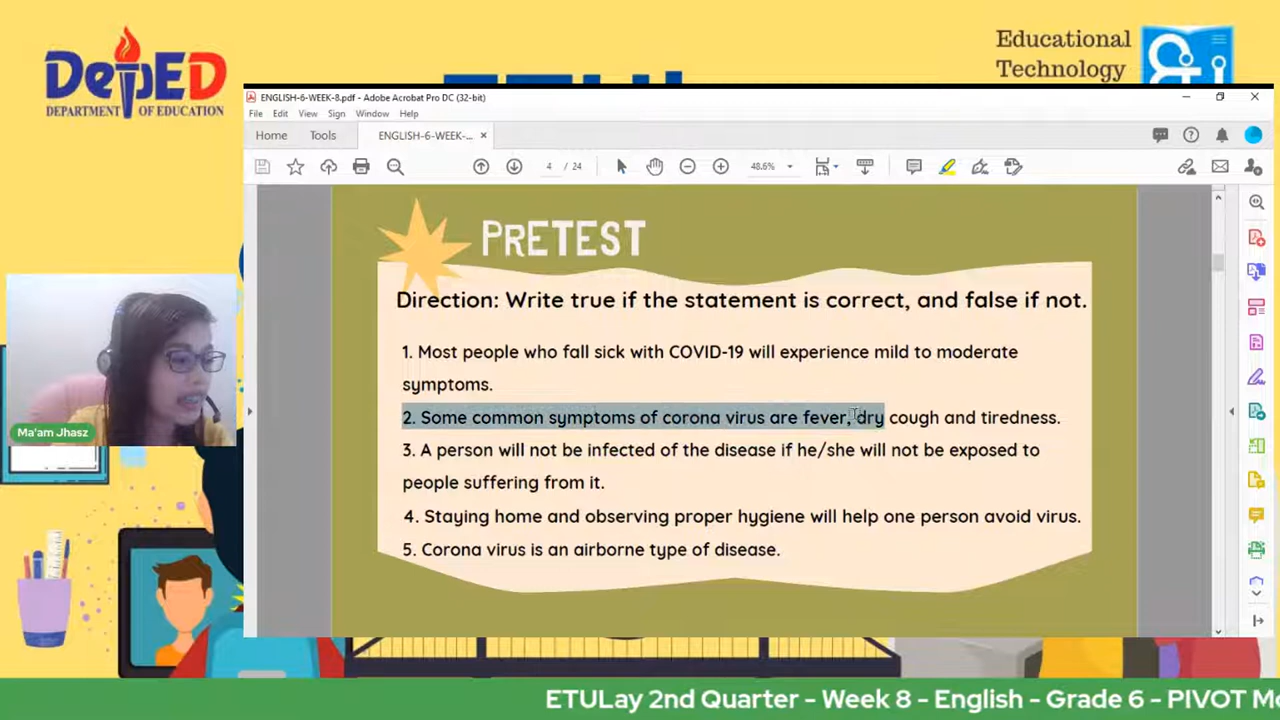 DepED
DEPARTMENT OF EDUCATION
Educational
Technology
ENGLISH-6-WEEK-8.pdf - Adobe Acrobat Pro DC (32-bit)
File Edit View Sign Window Help
Home Tools ENGLISH-6-WEEK-... ×
4 / 24 48.6%
PRETEST
Direction: Write true if the statement is correct, and false if not.
1. Most people who fall sick with COVID-19 will experience mild to moderate
symptoms.
2. Some common symptoms of corona virus are fever, dry cough and tiredness.
3. A person will not be infected of the disease if he/she will not be exposed to
people suffering from it.
4. Staying home and observing proper hygiene will help one person avoid virus.
5. Corona virus is an airborne type of disease.
Ma'am Jhasz
ETULay 2nd Quarter - Week 8 - English - Grade 6 - PIVOT